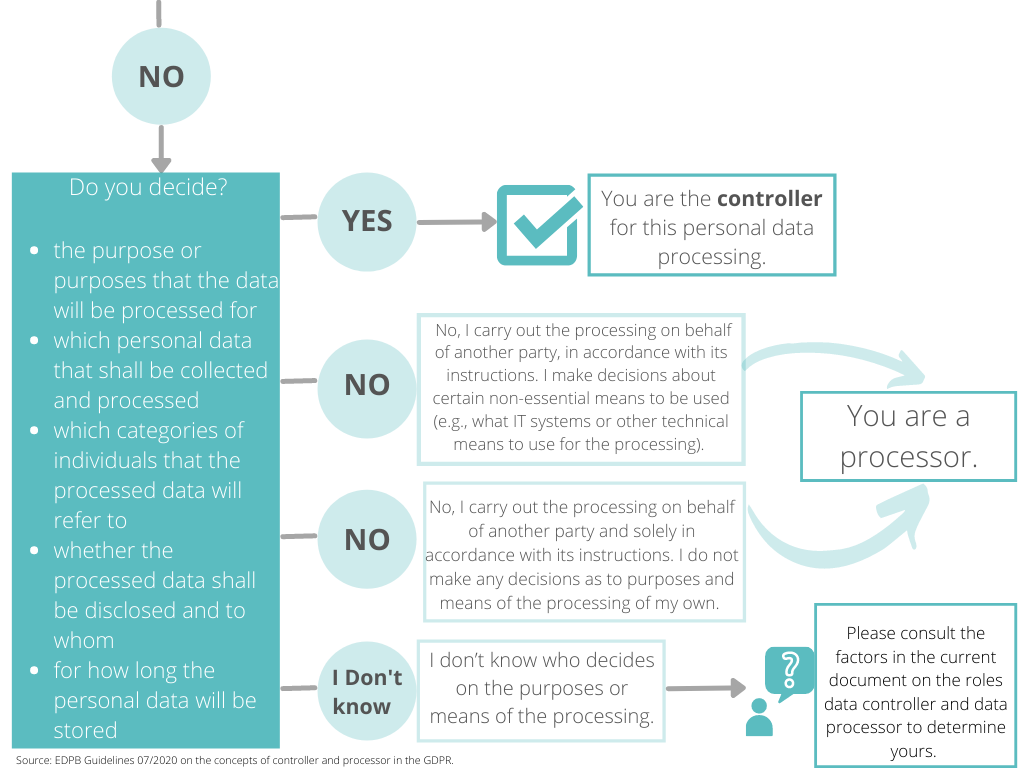 NO
Do you decide?
• the purpose or
purposes that the data
will be processed for
• which personal data
that shall be collected
and processed
• which categories of
individuals that the
processed data will
refer to
• whether the
processed data shall
be disclosed and to
whom
• for how long the
personal data will be
stored
YES
You are the controller
for this personal data
processing.
NO
No, I carry out the processing on behalf
of another party, in accordance with its
instructions. I make decisions about
certain non-essential means to be used
(e.g., what IT systems or other technical
means to use for the processing).
You are a
processor.
NO
No, I carry out the processing on behalf
of another party and solely in
accordance with its instructions. I do not
make any decisions as to purposes and
means of the processing of my own.
I Don't
know
I don’t know who decides
on the purposes or
means of the processing.
?
Please consult the
factors in the current
document on the roles
data controller and data
processor to determine
yours.
Source: EDPB Guidelines 07/2020 on the concepts of controller and processor in the GDPR.